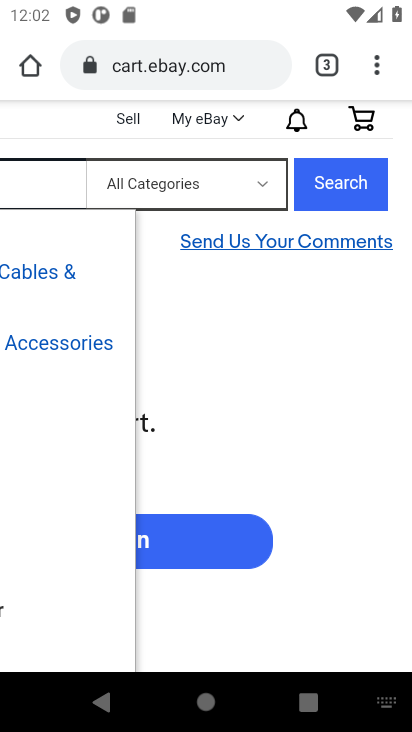 12:02
cart.ebay.com
3
Sell
My eBay
All Categories
Search
Send Us Your Comments
Cables &
Accessories
rt.
n
r